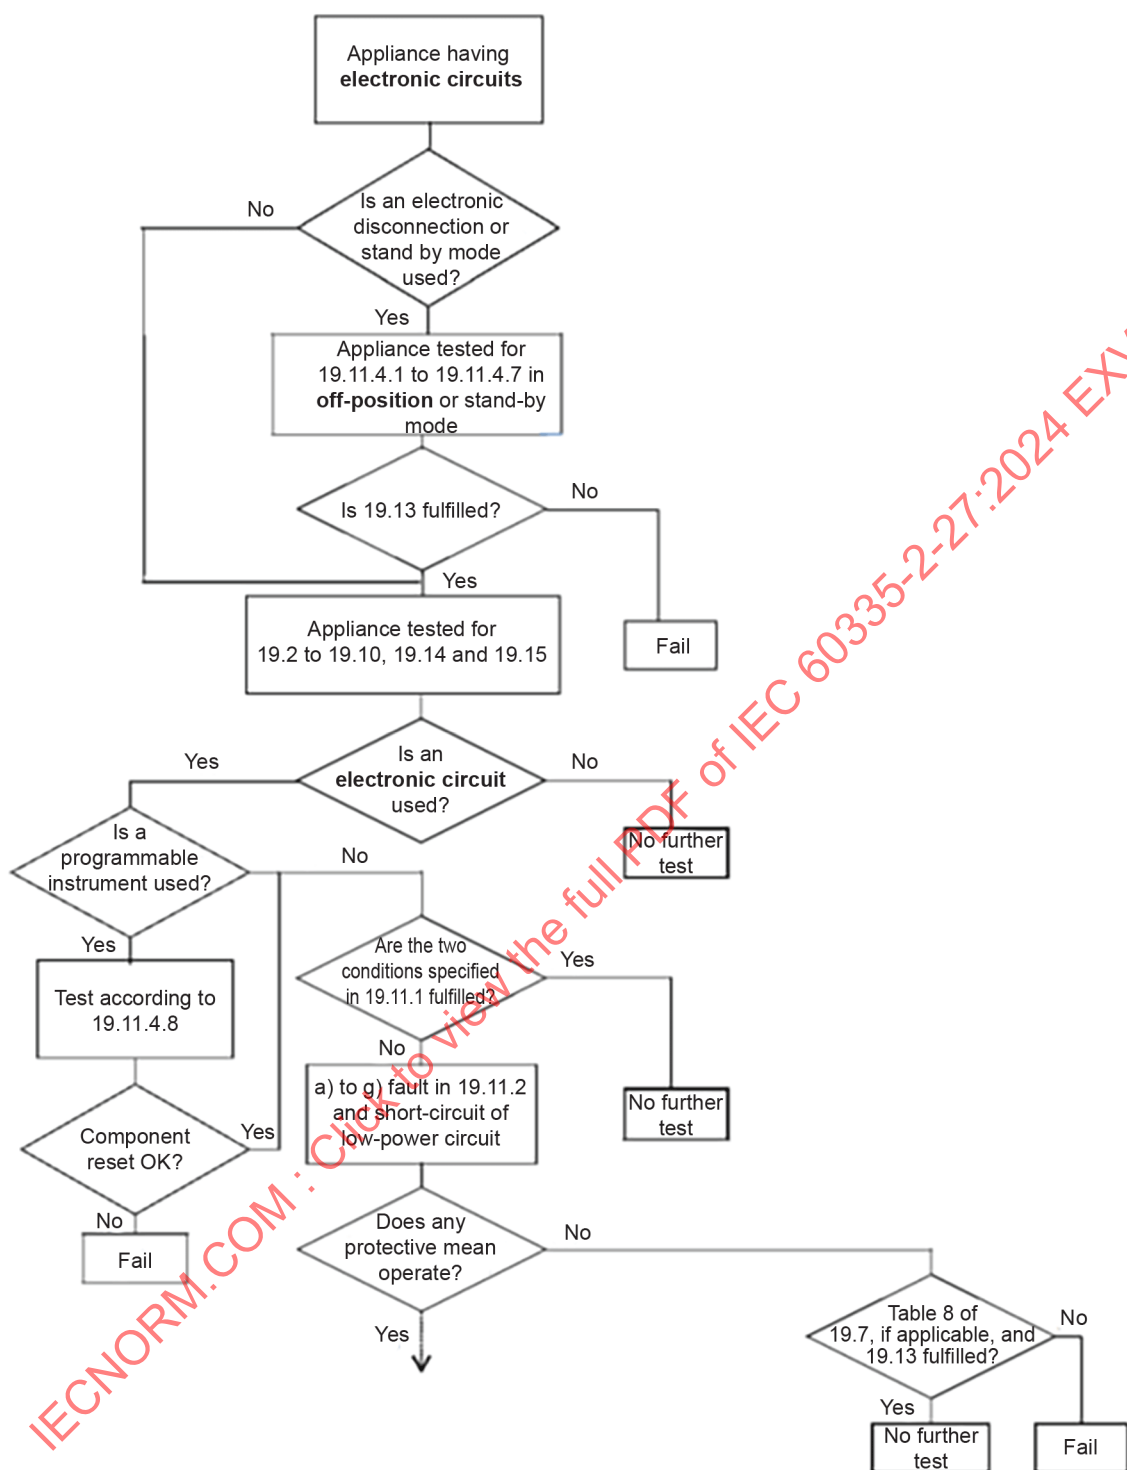 Appliance having
electronic circuits
Is an electronic
disconnection or
stand by mode
used?
No
Yes
Appliance tested for
19.11.4.1 to 19.11.4.7 in
off-position or stand-by
mode
Is 19.13 fulfilled?
No
Yes
Fail
Appliance tested for
19.2 to 19.10, 19.14 and 19.15
Is an
electronic circuit
used?
Yes
No
No further
test
Is a
programmable
instrument used?
No
Yes
Test according to
19.11.4.8
Component
reset OK?
Yes
No
Fail
Are the two
conditions specified
in 19.11.1 fulfilled?
Yes
No
No further
test
a) to g) fault in 19.11.2
and short-circuit of
low-power circuit
Does any
protective mean
operate?
No
Yes
Table 8 of
19.7, if applicable, and
19.13 fulfilled?
No
Yes
No further
test
Fail
IECNORM.COM : Click to view the full PDF of IEC 60335-2-27:2024 EXV